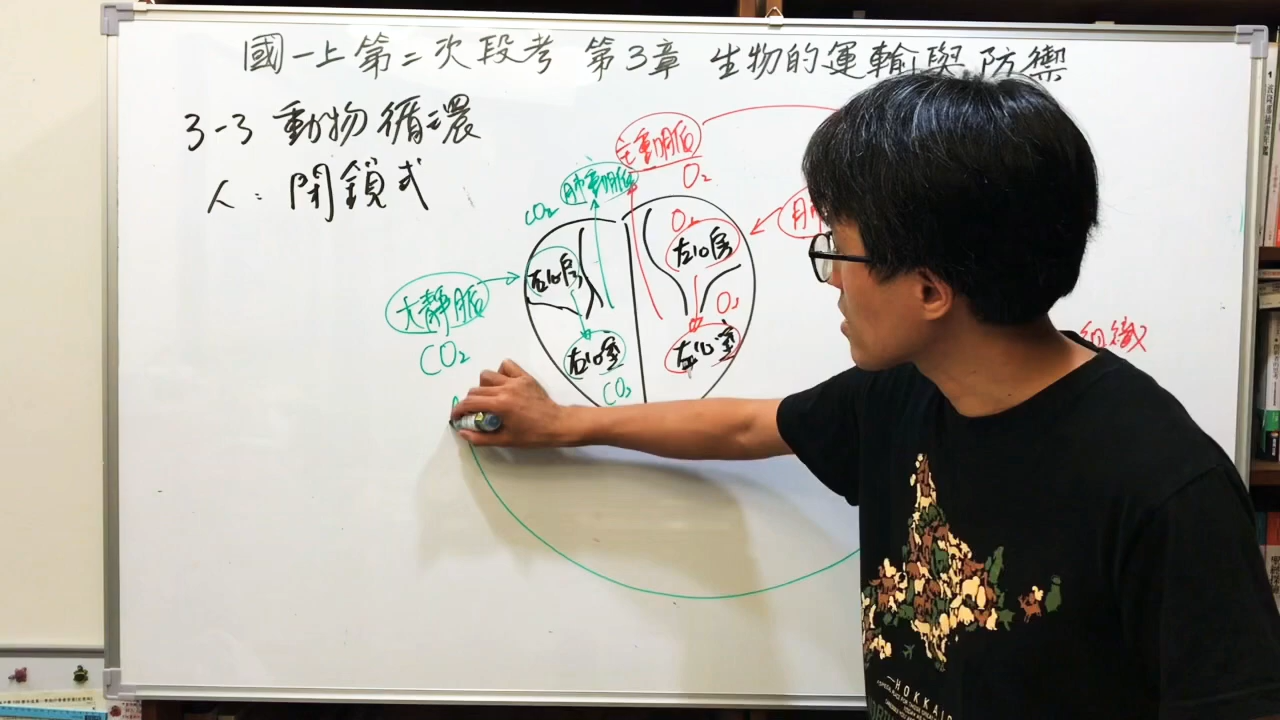 國一上第二次段考 第3章 生物的運輸與防禦
3-3 動物循環
人：閉鎖式
主動脈
O₂
肺動脈
CO₂
O₂
左心房
右心房
大靜脈
CO₂
O₂
左心室
右心室
CO₂
組織
HOKKAID